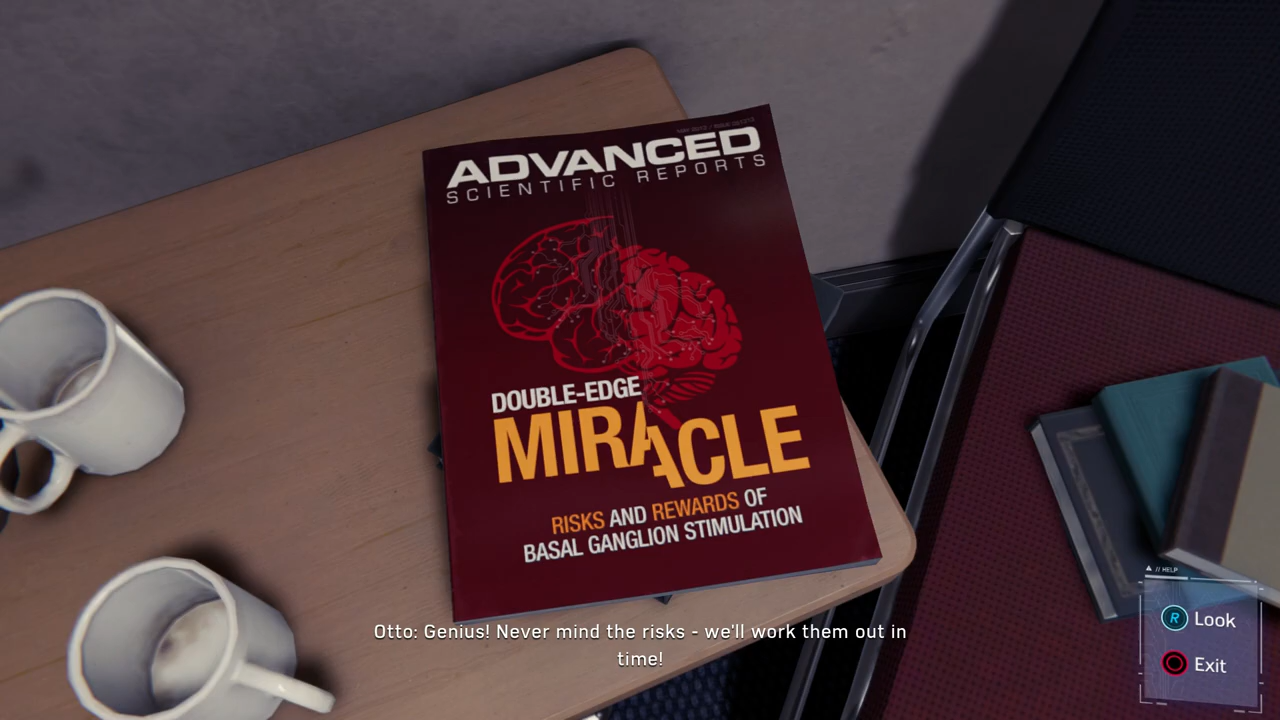 ADVANCED
SCIENTIFIC REPORTS
DOUBLE-EDGE
MIRACLE
RISKS AND REWARDS OF
BASAL GANGLION STIMULATION
Otto: Genius! Never mind the risks - we'll work them out in
time!
// HELP
R Look
Exit